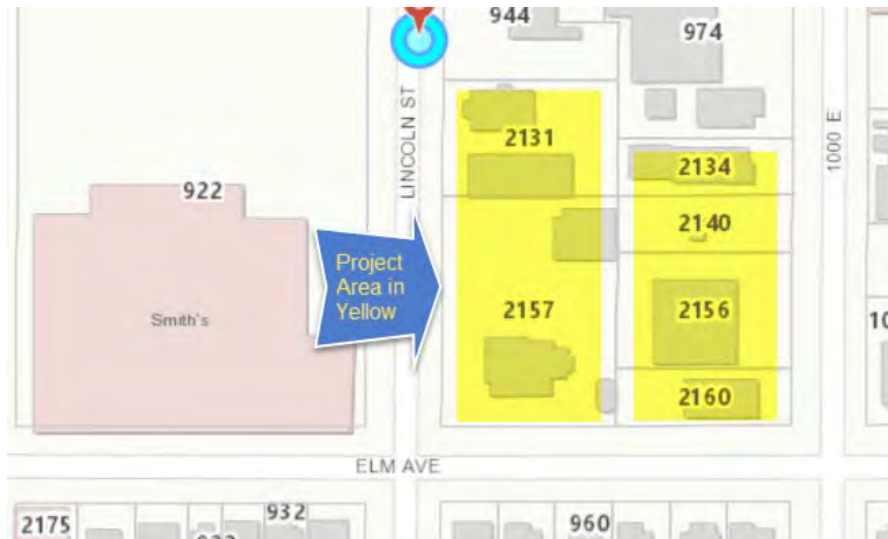 944
974
LINCOLN ST
1000 E
2131
2134
922
2140
Project
Area in
Yellow
Smith's
2157
2156
2160
ELM AVE
932
2175
960